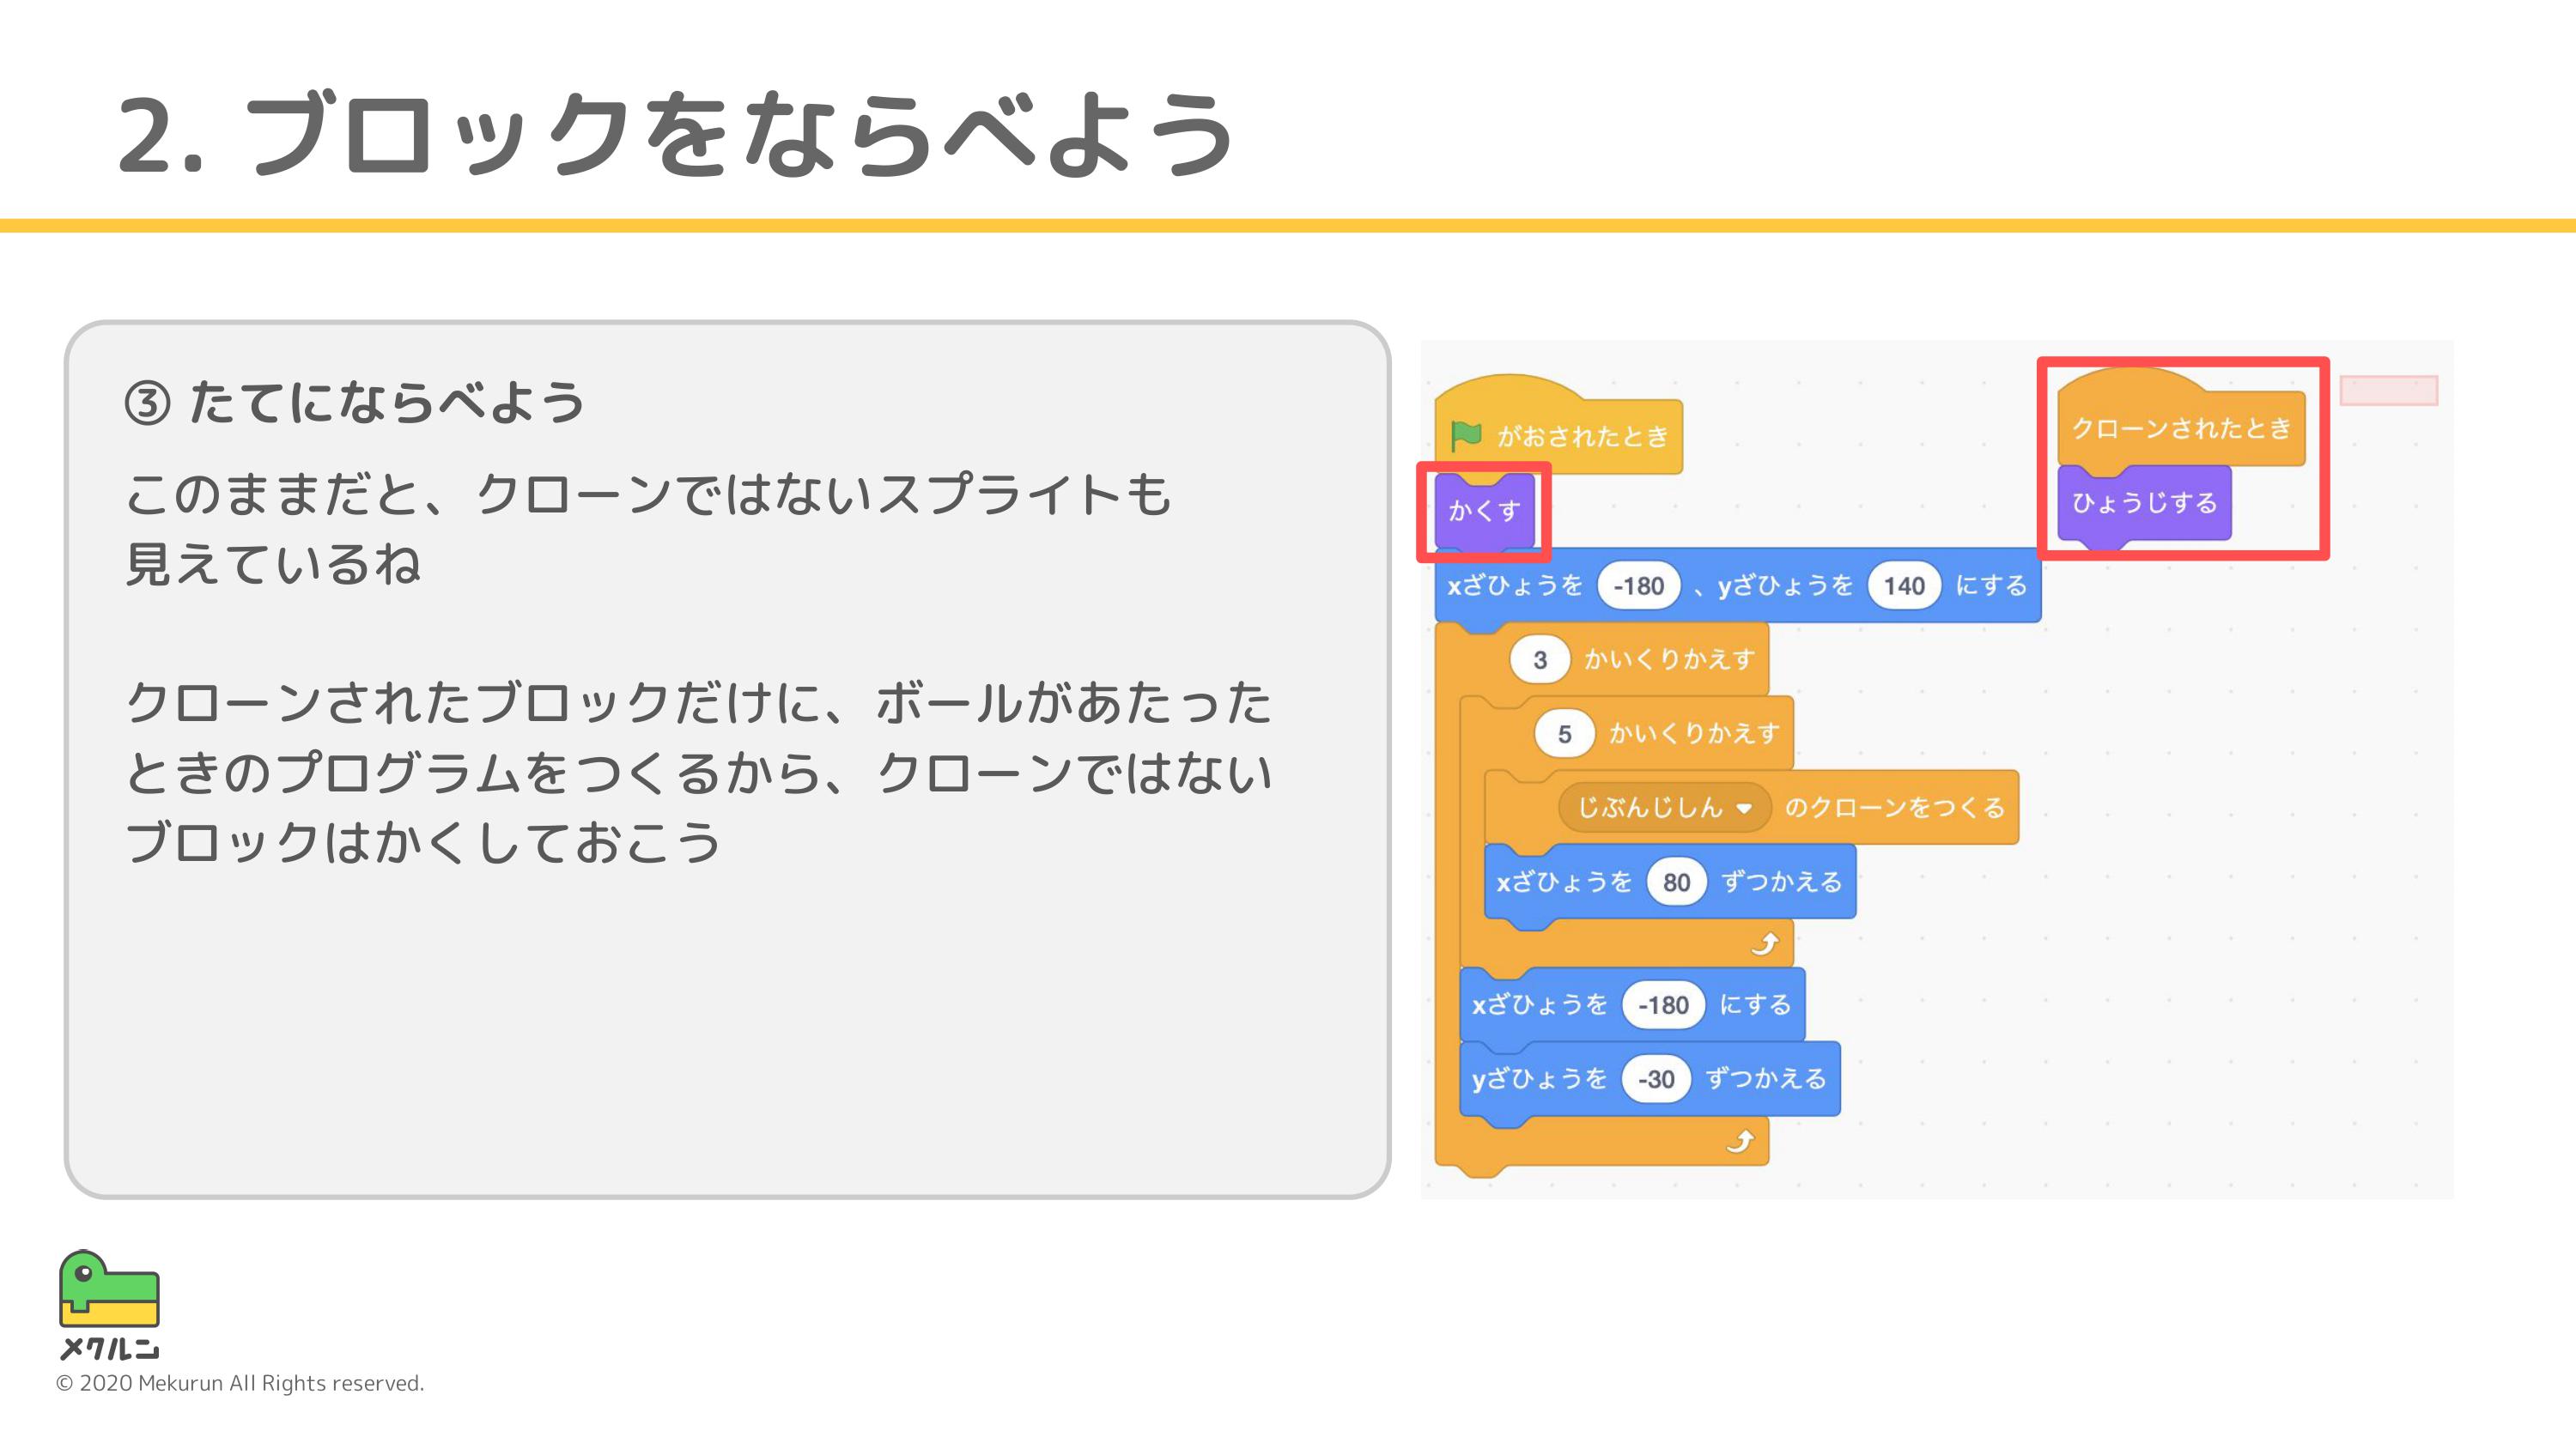 2. ブロックをならべよう
③ たてにならべよう
このままだと、クローンではないスプライトも
見えているね
クローンされたブロックだけに、ボールがあたった
ときのプログラムをつくるから、クローンではない
ブロックはかくしておこう
がおされたとき
かくす
xざひょうを -180 、yざひょうを 140 にする
3 かいくりかえす
5 かいくりかえす
じぶんじしん のクローンをつくる
xざひょうを 80 ずつかえる
xざひょうを -180 にする
yざひょうを -30 ずつかえる
クローンされたとき
ひょうじする
メクルン
© 2020 Mekurun All Rights reserved.